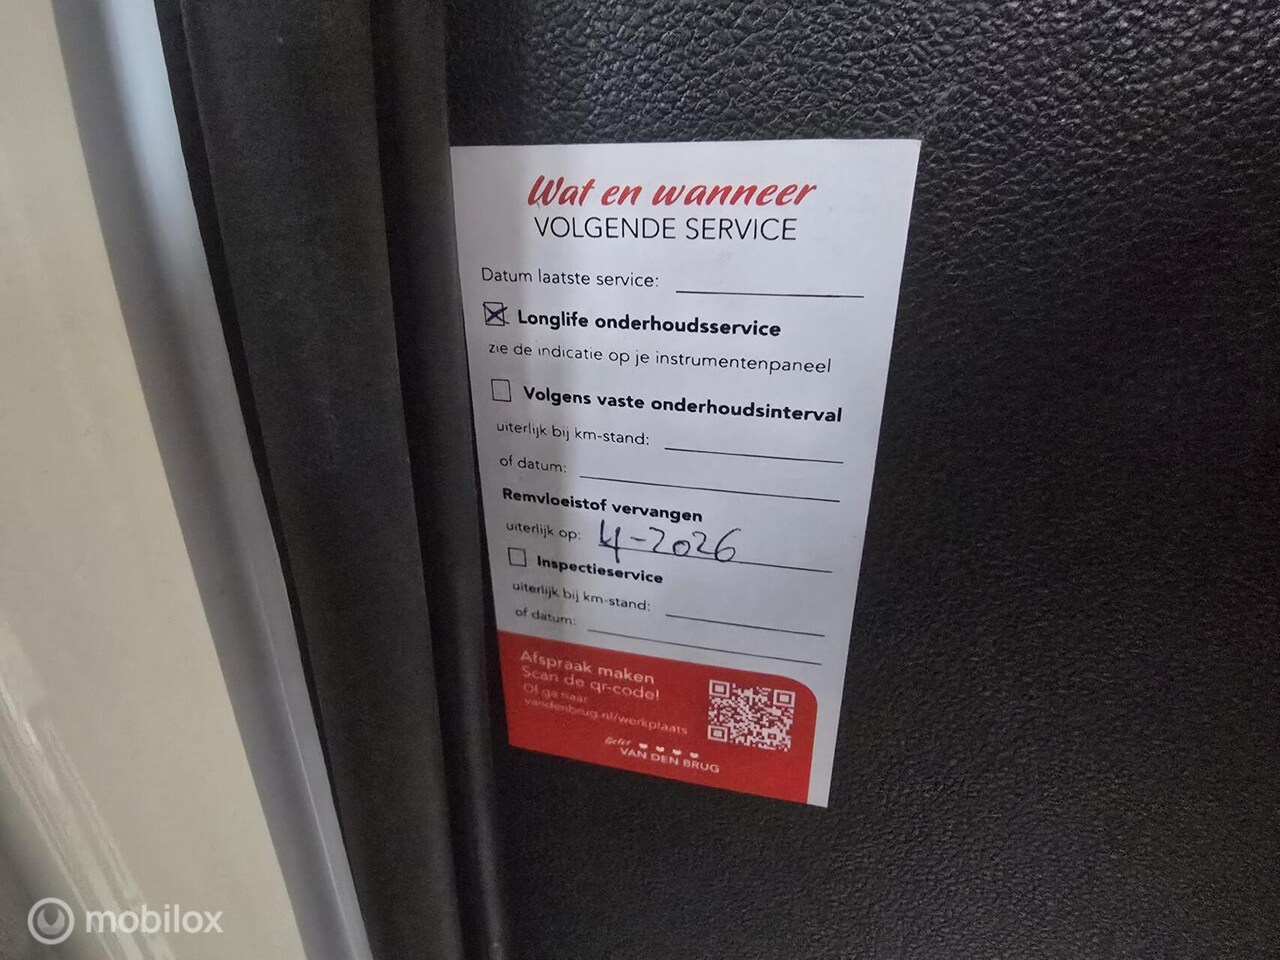 Wat en wanneer
VOLGENDE SERVICE
Datum laatste service:
Longlife onderhoudsservice
zie de indicatie op je instrumentenpaneel
Volgens vaste onderhoudsinterval
uiterlijk bij km-stand:
of datum:
Remvloeistof vervangen
uiterlijk op: 4-2026
Inspectieservice
uiterlijk bij km-stand:
of datum:
Afspraak maken
Scan de qr-code!
Of ga naar
vandenbrug.nl/werkplaats
Beter
VAN DEN BRUG
mobilox